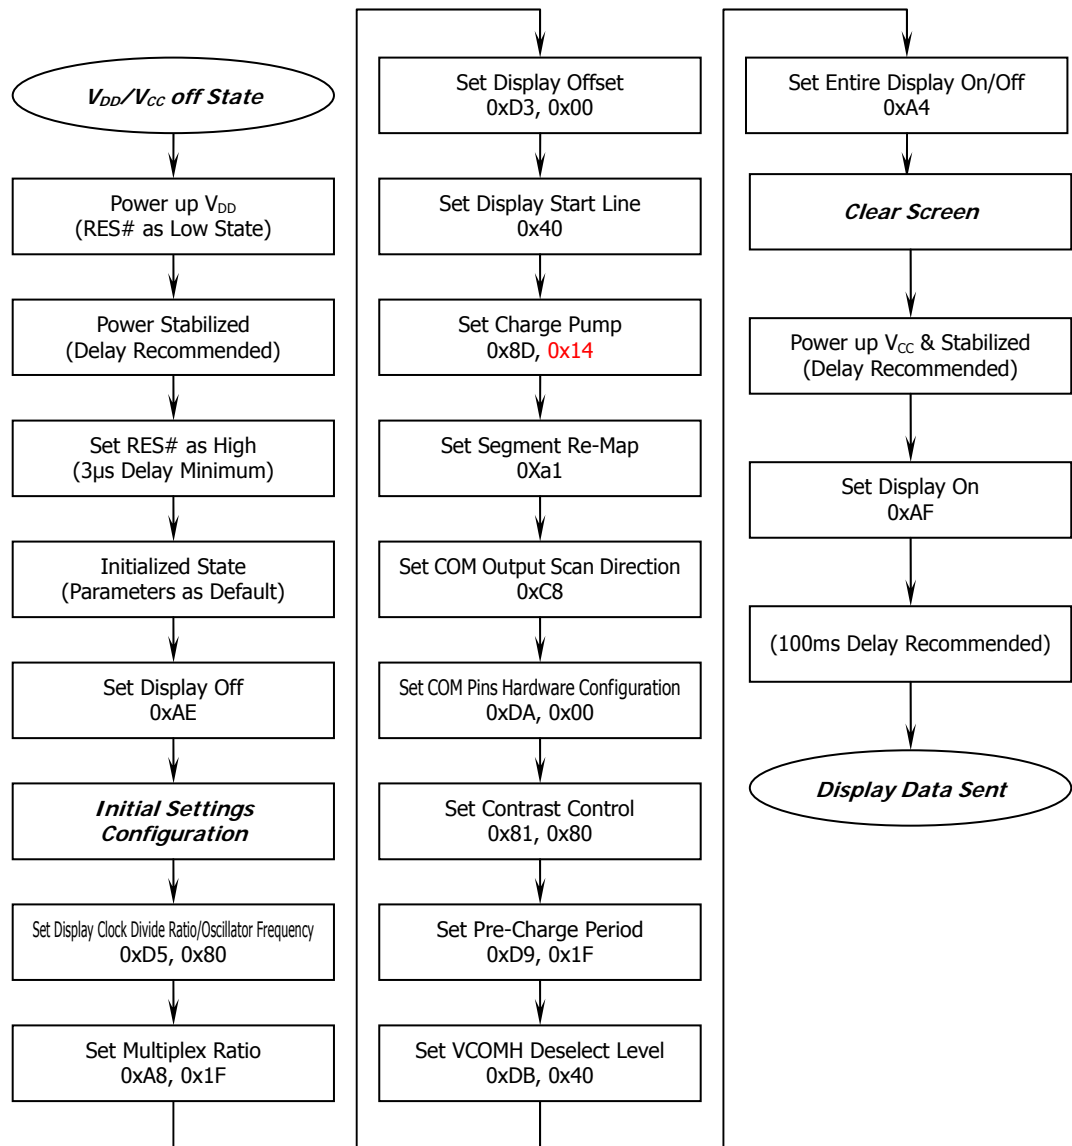 V_DD/V_CC off State
Power up V_DD
(RES# as Low State)
Power Stabilized
(Delay Recommended)
Set RES# as High
(3μs Delay Minimum)
Initialized State
(Parameters as Default)
Set Display Off
0xAE
Initial Settings
Configuration
Set Display Clock Divide Ratio/Oscillator Frequency
0xD5, 0x80
Set Multiplex Ratio
0xA8, 0x1F
Set Display Offset
0xD3, 0x00
Set Display Start Line
0x40
Set Charge Pump
0x8D, 0x14
Set Segment Re-Map
0Xa1
Set COM Output Scan Direction
0xC8
Set COM Pins Hardware Configuration
0xDA, 0x00
Set Contrast Control
0x81, 0x80
Set Pre-Charge Period
0xD9, 0x1F
Set VCOMH Deselect Level
0xDB, 0x40
Set Entire Display On/Off
0xA4
Clear Screen
Power up V_CC & Stabilized
(Delay Recommended)
Set Display On
0xAF
(100ms Delay Recommended)
Display Data Sent